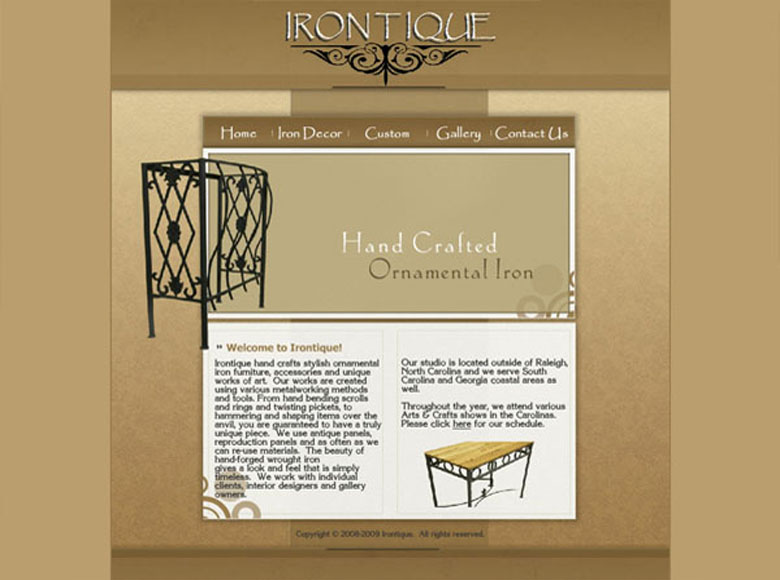 IRONTIQUE
Home | Iron Decor | Custom | Gallery | Contact Us
Hand Crafted
Ornamental Iron
" Welcome to Irontique!
Irontique hand crafts stylish ornamental
iron furniture, accessories and unique
works of art. Our works are created
using various metalworking methods
and tools. From hand bending scrolls
and rings and twisting pickets, to
hammering and shaping items over the
anvil, you are guaranteed to have a truly
unique piece. We use antique panels,
reproduction panels and as often as we
can re-use materials. The beauty of
hand-forged wrought iron
gives a look and feel that is simply
timeless. We work with individual
clients, interior designers and gallery
owners.
Our studio is located outside of Raleigh,
North Carolina and we serve South
Carolina and Georgia coastal areas as
well.
Throughout the year, we attend various
Arts & Crafts shows in the Carolinas.
Please click here for our schedule.
Copyright © 2008-2009 Irontique. All rights reserved.